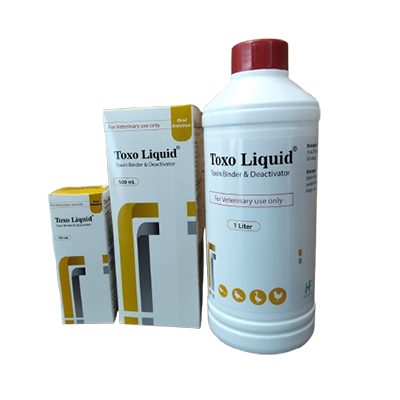 Toxo Liquid®
Toxin Binder & Deactivator
100 mL
Oral
Solution
For Veterinary use only
Toxo Liquid®
Toxin Binder & Deactivator
500 mL
Toxo Liquid®
Toxin Binder & Deactivator
For Veterinary use only
1 Liter